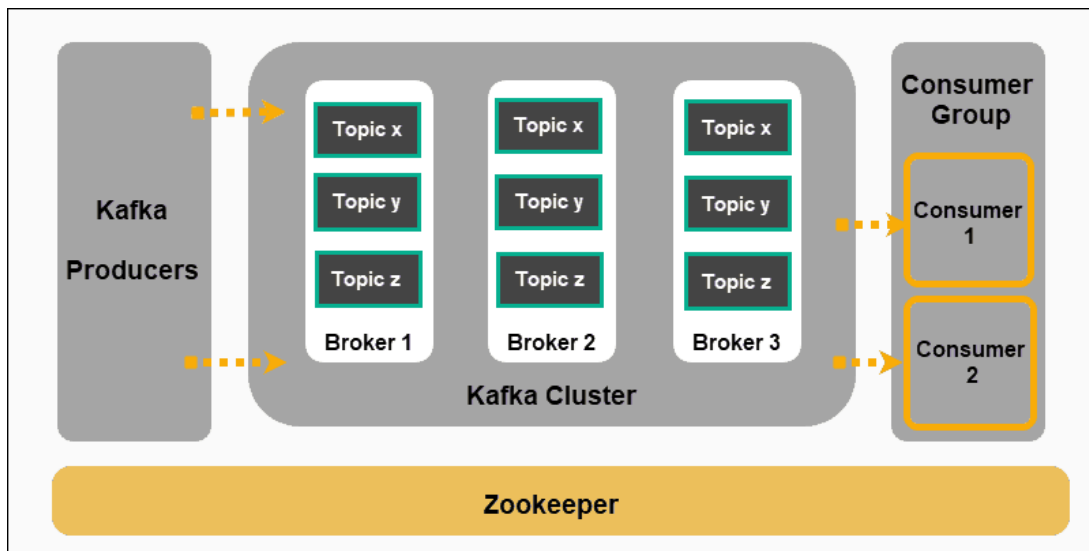 Kafka
Producers
Topic x
Topic y
Topic z
Broker 1
Topic x
Topic y
Topic z
Broker 2
Topic x
Topic y
Topic z
Broker 3
Kafka Cluster
Consumer
Group
Consumer
1
Consumer
2
Zookeeper